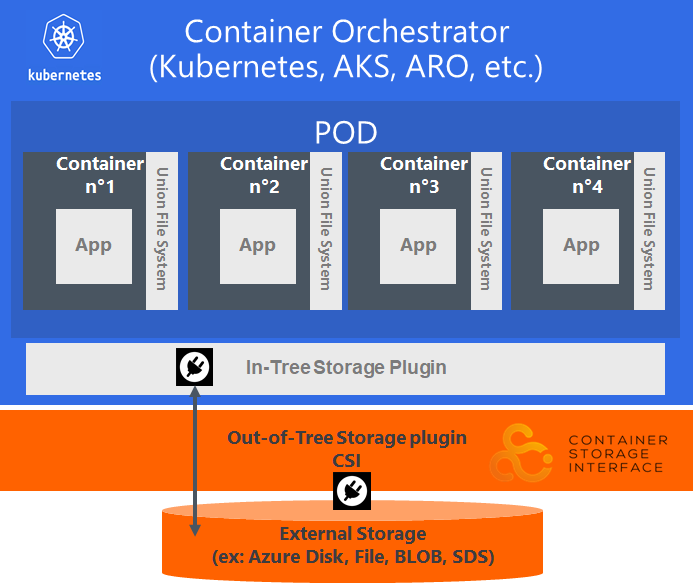 Container Orchestrator
(Kubernetes, AKS, ARO, etc.)
kubernetes
POD
Container
n°1
App
Union File System
Container
n°2
App
Union File System
Container
n°3
App
Union File System
Container
n°4
App
Union File System
In-Tree Storage Plugin
Out-of-Tree Storage plugin
CSI
CONTAINER
STORAGE
INTERFACE
External Storage
(ex: Azure Disk, File, BLOB, SDS)